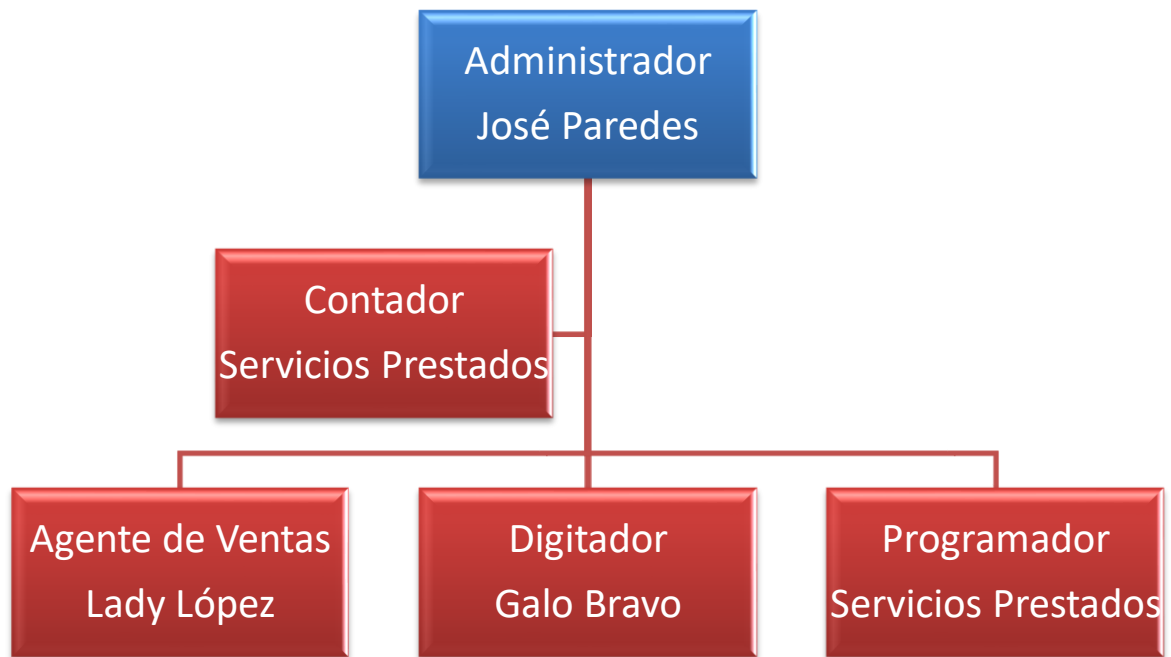 Administrador
José Paredes
Contador
Servicios Prestados
Agente de Ventas
Lady López
Digitador
Galo Bravo
Programador
Servicios Prestados